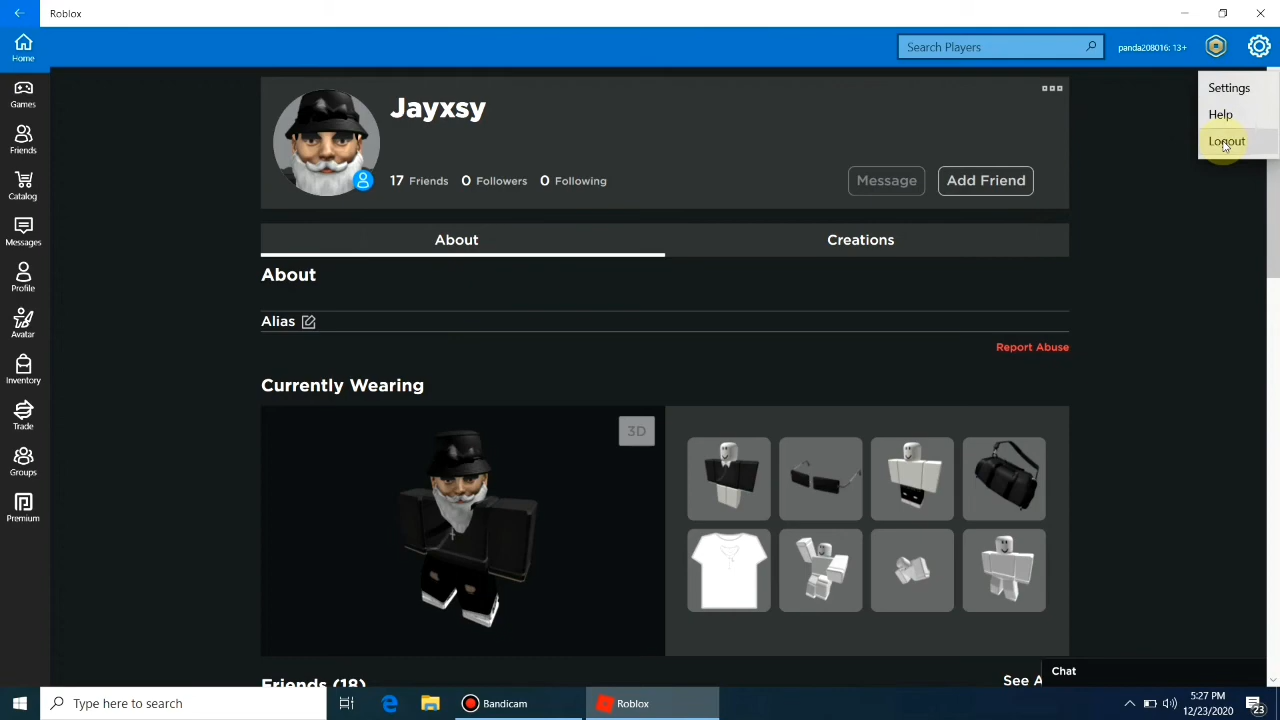 Roblox
Home
Search Players
panda208016: 13+
Settings
Help
Logout
Games
Friends
Catalog
Messages
Profile
Avatar
Inventory
Trade
Groups
Premium
Jayxsy
17 Friends 0 Followers 0 Following
Message
Add Friend
About
Creations
About
Alias
Report Abuse
Currently Wearing
3D
Friends (18)
See A
Chat
Type here to search
Bandicam
Roblox
5:27 PM
12/23/2020
23